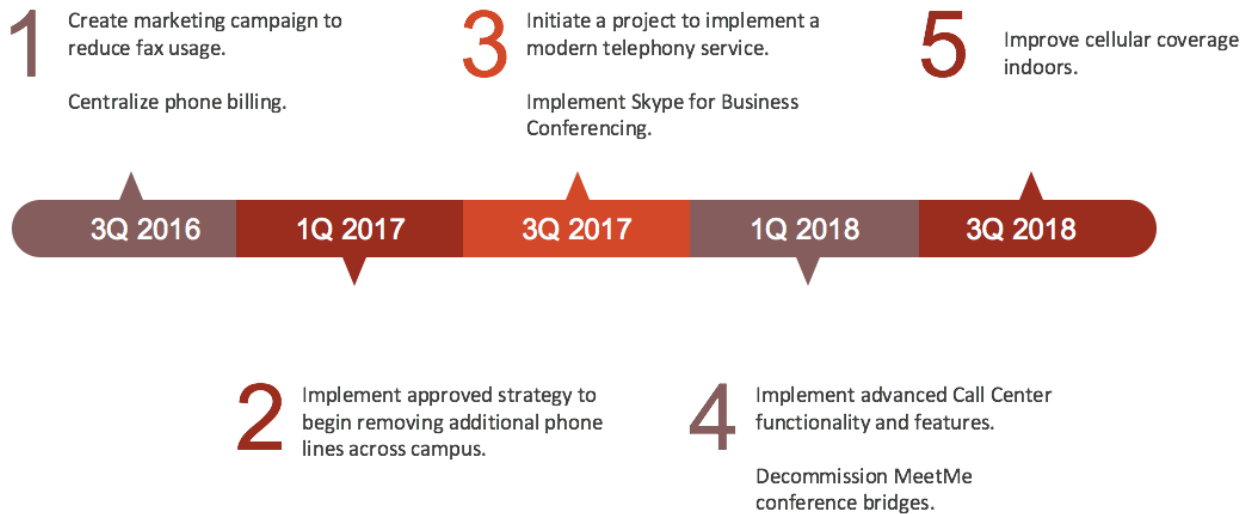 1
Create marketing campaign to
reduce fax usage.
Centralize phone billing.
3
Initiate a project to implement a
modern telephony service.
Implement Skype for Business
Conferencing.
5
Improve cellular coverage
indoors.
3Q 2016
1Q 2017
3Q 2017
1Q 2018
3Q 2018
2
Implement approved strategy to
begin removing additional phone
lines across campus.
4
Implement advanced Call Center
functionality and features.
Decommission MeetMe
conference bridges.